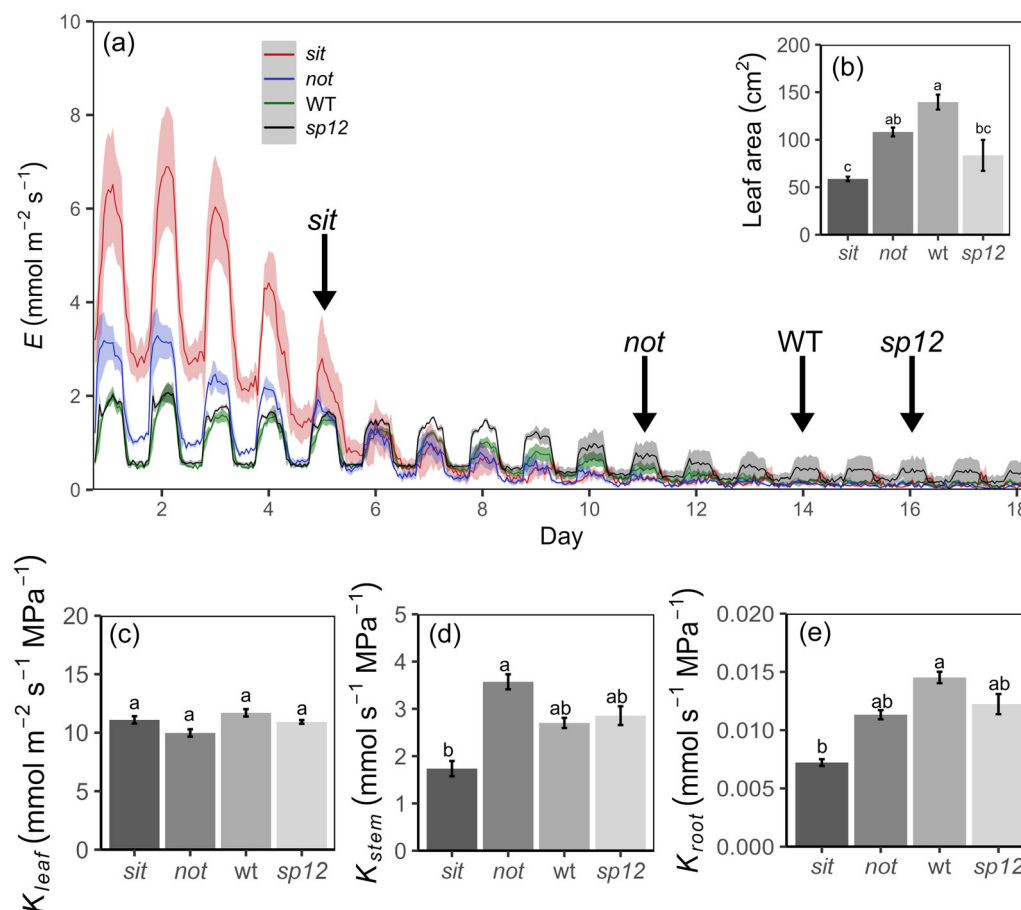 (a)
sit
not
WT
sp12
10
8
6
4
2
0
E (mmol m⁻² s⁻¹)
sit
not
WT
sp12
2 4 6 8 10 12 14 16 18
Day
(b)
200
150
100
50
0
Leaf area (cm²)
c ab a bc
sit not wt sp12
(c)
20
15
10
5
0
K leaf (mmol m⁻² s⁻¹ MPa⁻¹)
a a a a
sit not wt sp12
(d)
5
4
3
2
1
0
K stem (mmol s⁻¹ MPa⁻¹)
b a ab ab
sit not wt sp12
(e)
0.020
0.015
0.010
0.005
0.000
K root (mmol s⁻¹ MPa⁻¹)
b ab a ab
sit not wt sp12